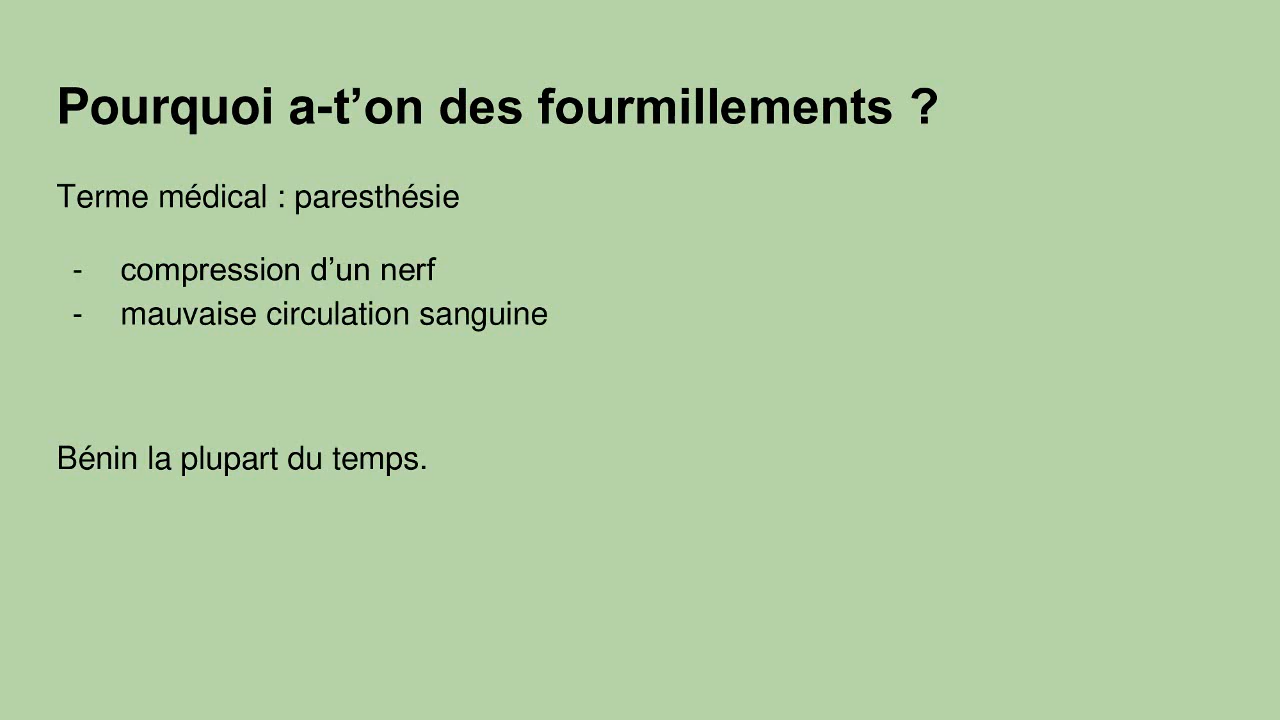 Pourquoi a-t’on des fourmillements ?
Terme médical : paresthésie
- compression d’un nerf
- mauvaise circulation sanguine
Bénin la plupart du temps.